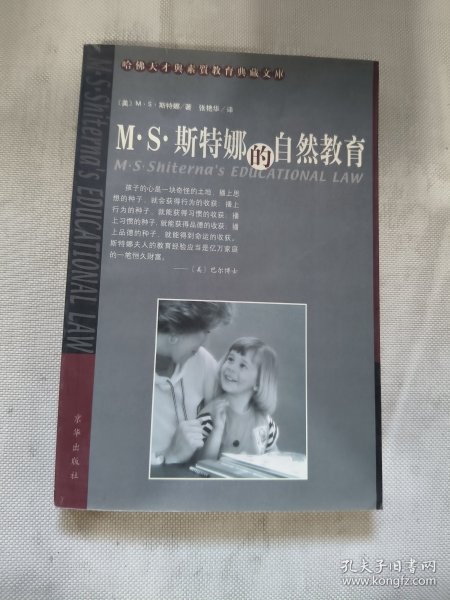 哈佛天才與素質教育典藏文庫
(美) M·S·斯特娜/著 张艳华/译
M·S·斯特娜的自然教育
M·S·Shiterna's EDUCATIONAL LAW
孩子的心是一块奇怪的土地，播上思
想的种子，就会获得行为的收获；播上
行为的种子，就能获得习惯的收获；播
上习惯的种子，就能获得品德的收获；播
上品德的种子，就能得到命运的收获。
斯特娜夫人的教育经验应当是亿万家庭
的一笔恒久财富。
——(美) 巴尔博士
M·S·Shiterna's EDUCATIONAL LAW
京华出版社
孔夫子旧书网
www.kongfz.com